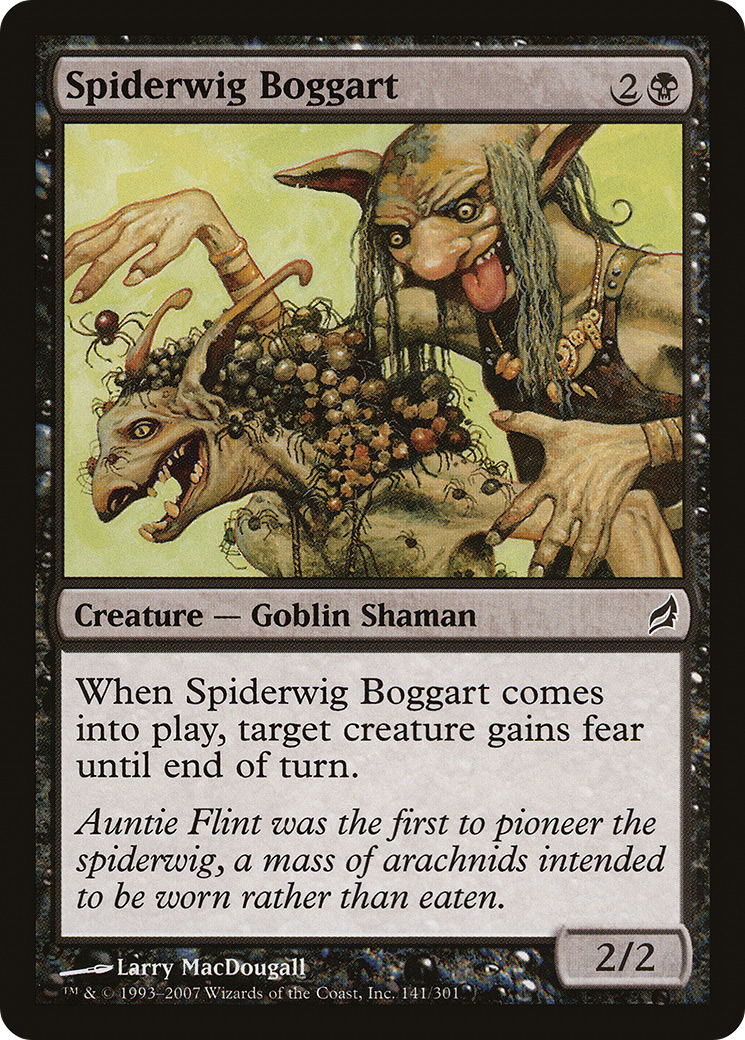 Spiderwig Boggart 2
Creature — Goblin Shaman
When Spiderwig Boggart comes
into play, target creature gains fear
until end of turn.
Auntie Flint was the first to pioneer the
spiderwig, a mass of arachnids intended
to be worn rather than eaten.
2/2
Larry MacDougall
™ & © 1993–2007 Wizards of the Coast, Inc. 141/301